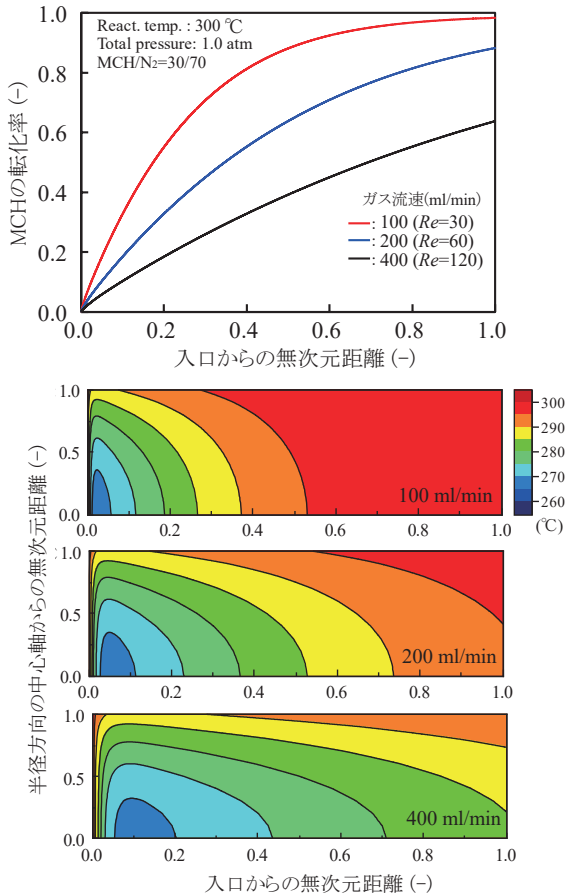 React. temp. : 300 ℃
Total pressure: 1.0 atm
MCH/N₂=30/70
MCHの転化率 (-)
1.0
0.8
0.6
0.4
0.2
0.0
ガス流速(ml/min)
: 100 (Re=30)
: 200 (Re=60)
: 400 (Re=120)
0.0 0.2 0.4 0.6 0.8 1.0
入口からの無次元距離 (-)
半径方向の中心軸からの無次元距離 (-)
1.0
0.5
0.0
100 ml/min
0.0 0.2 0.4 0.6 0.8 1.0
300
290
280
270
260
(℃)
1.0
0.5
0.0
200 ml/min
0.0 0.2 0.4 0.6 0.8 1.0
1.0
0.5
0.0
400 ml/min
0.0 0.2 0.4 0.6 0.8 1.0
入口からの無次元距離 (-)